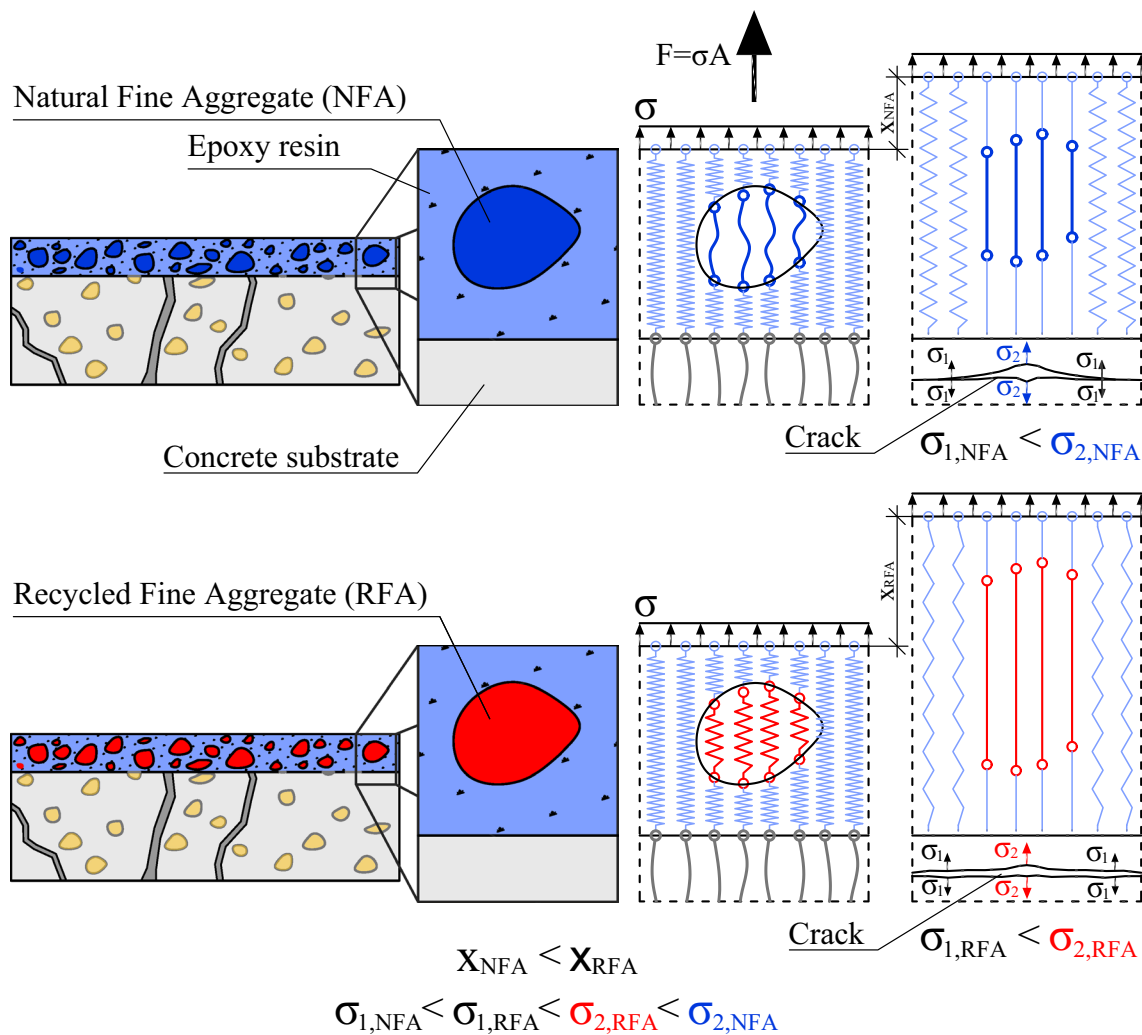 F=σA
Natural Fine Aggregate (NFA)
Epoxy resin
σ
xNFA
σ1 σ2 σ1
σ1 σ2 σ1
Crack
Concrete substrate
σ1,NFA < σ2,NFA
Recycled Fine Aggregate (RFA)
σ
xRFA
σ1 σ2 σ1
σ1 σ2 σ1
Crack
σ1,RFA < σ2,RFA
xNFA < xRFA
σ1,NFA< σ1,RFA< σ2,RFA< σ2,NFA